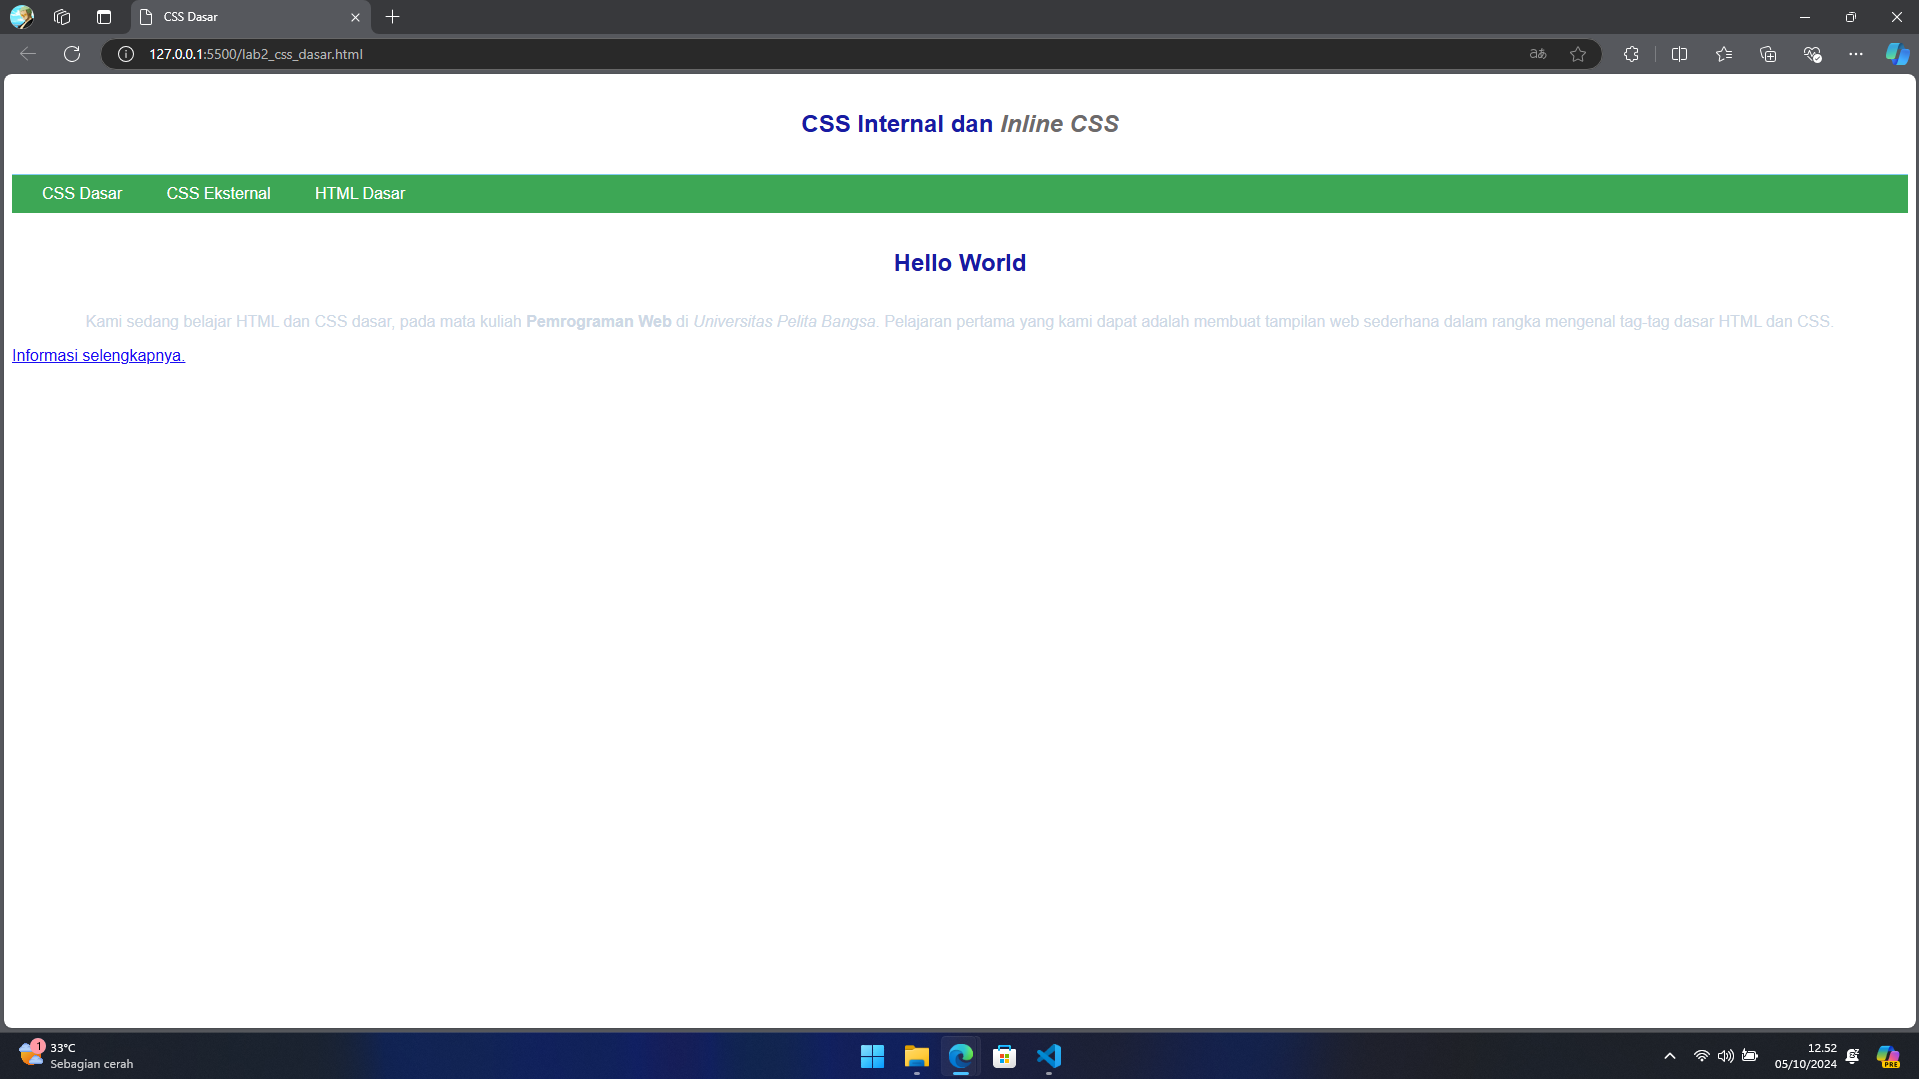 CSS Dasar
127.0.0.1:5500/lab2_css_dasar.html
aあ
CSS Internal dan Inline CSS
CSS Dasar CSS Eksternal HTML Dasar
Hello World
Kami sedang belajar HTML dan CSS dasar, pada mata kuliah Pemrograman Web di Universitas Pelita Bangsa. Pelajaran pertama yang kami dapat adalah membuat tampilan web sederhana dalam rangka mengenal tag-tag dasar HTML dan CSS.
Informasi selengkapnya.
1
33°C
Sebagian cerah
12.52
05/10/2024
PRE